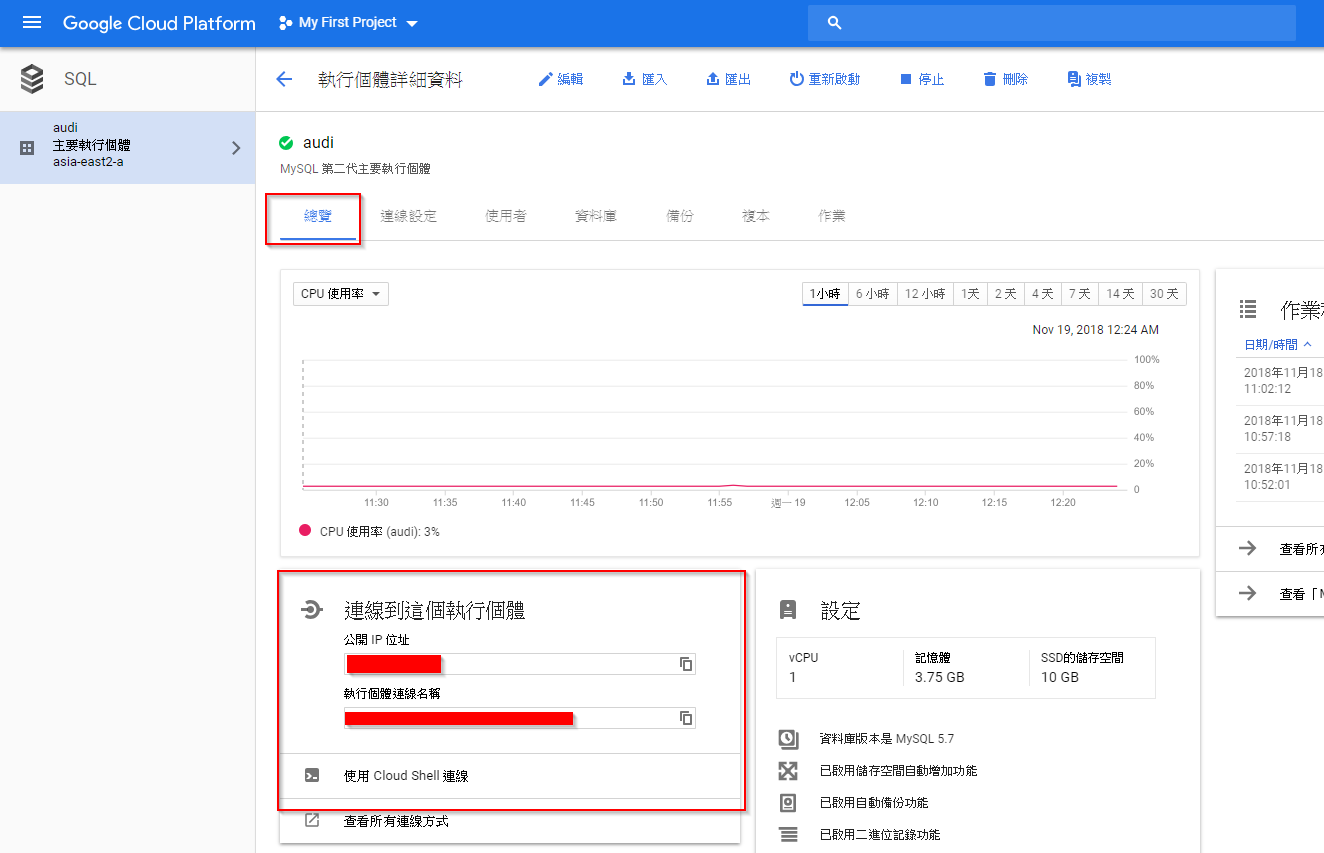 Google Cloud Platform
My First Project
SQL
執行個體詳細資料
編輯
匯入
匯出
重新啟動
停止
刪除
複製
audi
主要執行個體
asia-east2-a
audi
MySQL 第二代主要執行個體
總覽
連線設定
使用者
資料庫
備份
複本
作業
CPU 使用率
1小時
6 小時
12 小時
1天
2 天
4 天
7 天
14 天
30 天
Nov 19, 2018 12:24 AM
100%
80%
60%
40%
20%
0
11:30
11:35
11:40
11:45
11:50
11:55
週一 19
12:05
12:10
12:15
12:20
CPU 使用率 (audi): 3%
作業
日期/時間
2018年11月18
11:02:12
2018年11月18
10:57:18
2018年11月18
10:52:01
查看所
查看「
連線到這個執行個體
公開 IP 位址
執行個體連線名稱
使用 Cloud Shell 連線
查看所有連線方式
設定
vCPU
1
記憶體
3.75 GB
SSD的儲存空間
10 GB
資料庫版本是 MySQL 5.7
已啟用儲存空間自動增加功能
已啟用自動備份功能
已啟用二進位記錄功能